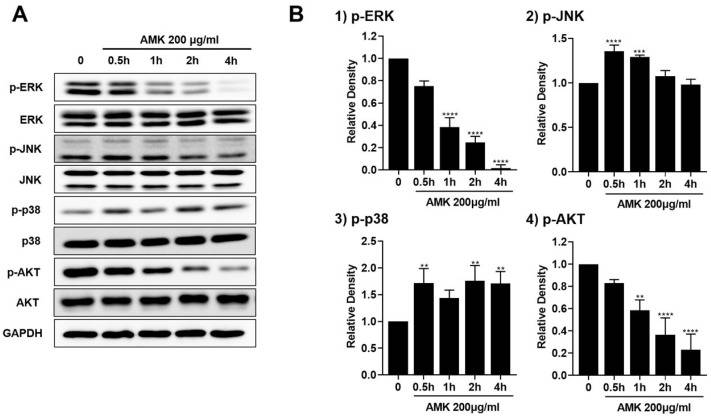 A
AMK 200 μg/ml
0 0.5h 1h 2h 4h
p-ERK
ERK
p-JNK
JNK
p-p38
p38
p-AKT
AKT
GAPDH
B
1) p-ERK
Relative Density
1.2
1.0
0.8
0.6
0.4
0.2
0.0
**** **** ****
0 0.5h 1h 2h 4h
AMK 200μg/ml
2) p-JNK
Relative Density
1.5
1.0
0.5
0.0
**** ***
0 0.5h 1h 2h 4h
AMK 200μg/ml
3) p-p38
Relative Density
2.5
2.0
1.5
1.0
0.5
0.0
** ** **
0 0.5h 1h 2h 4h
AMK 200μg/ml
4) p-AKT
Relative Density
1.2
1.0
0.8
0.6
0.4
0.2
0.0
** **** ****
0 0.5h 1h 2h 4h
AMK 200μg/ml